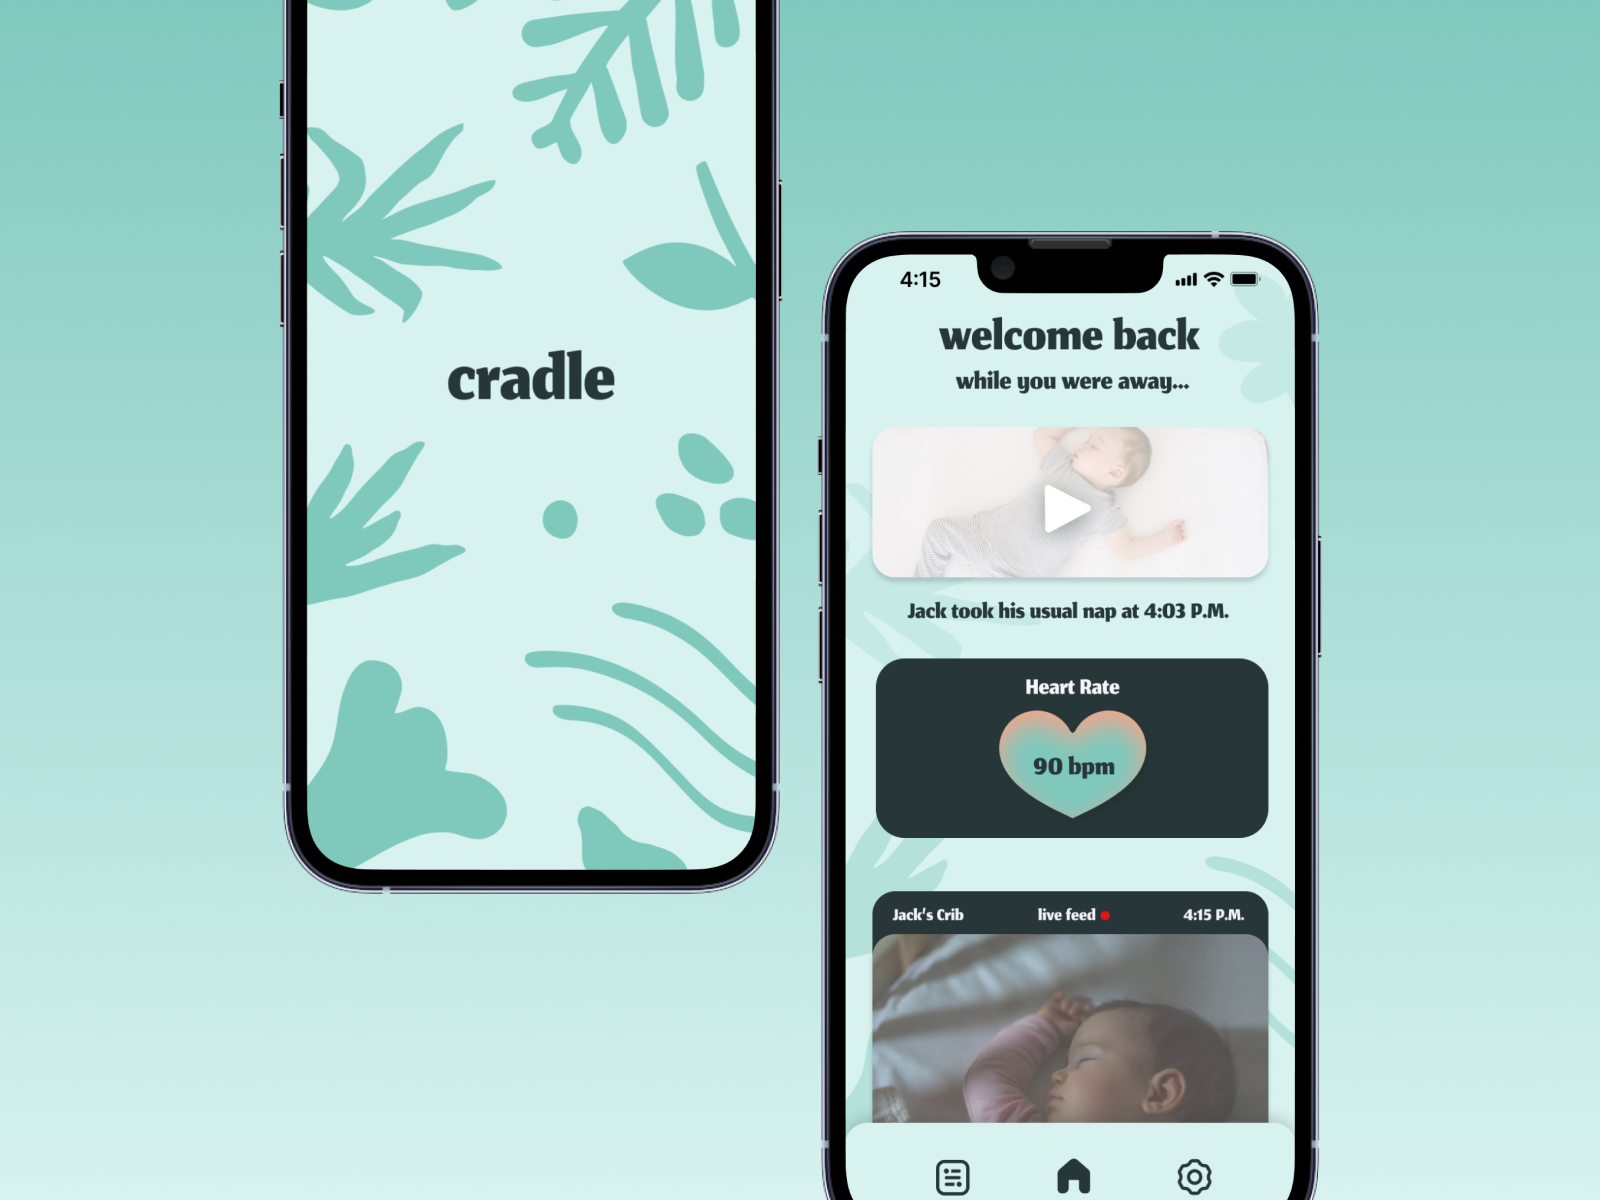 cradle
4:15
welcome back
while you were away...
Jack took his usual nap at 4:03 P.M.
Heart Rate
90 bpm
Jack's Crib live feed 4:15 P.M.